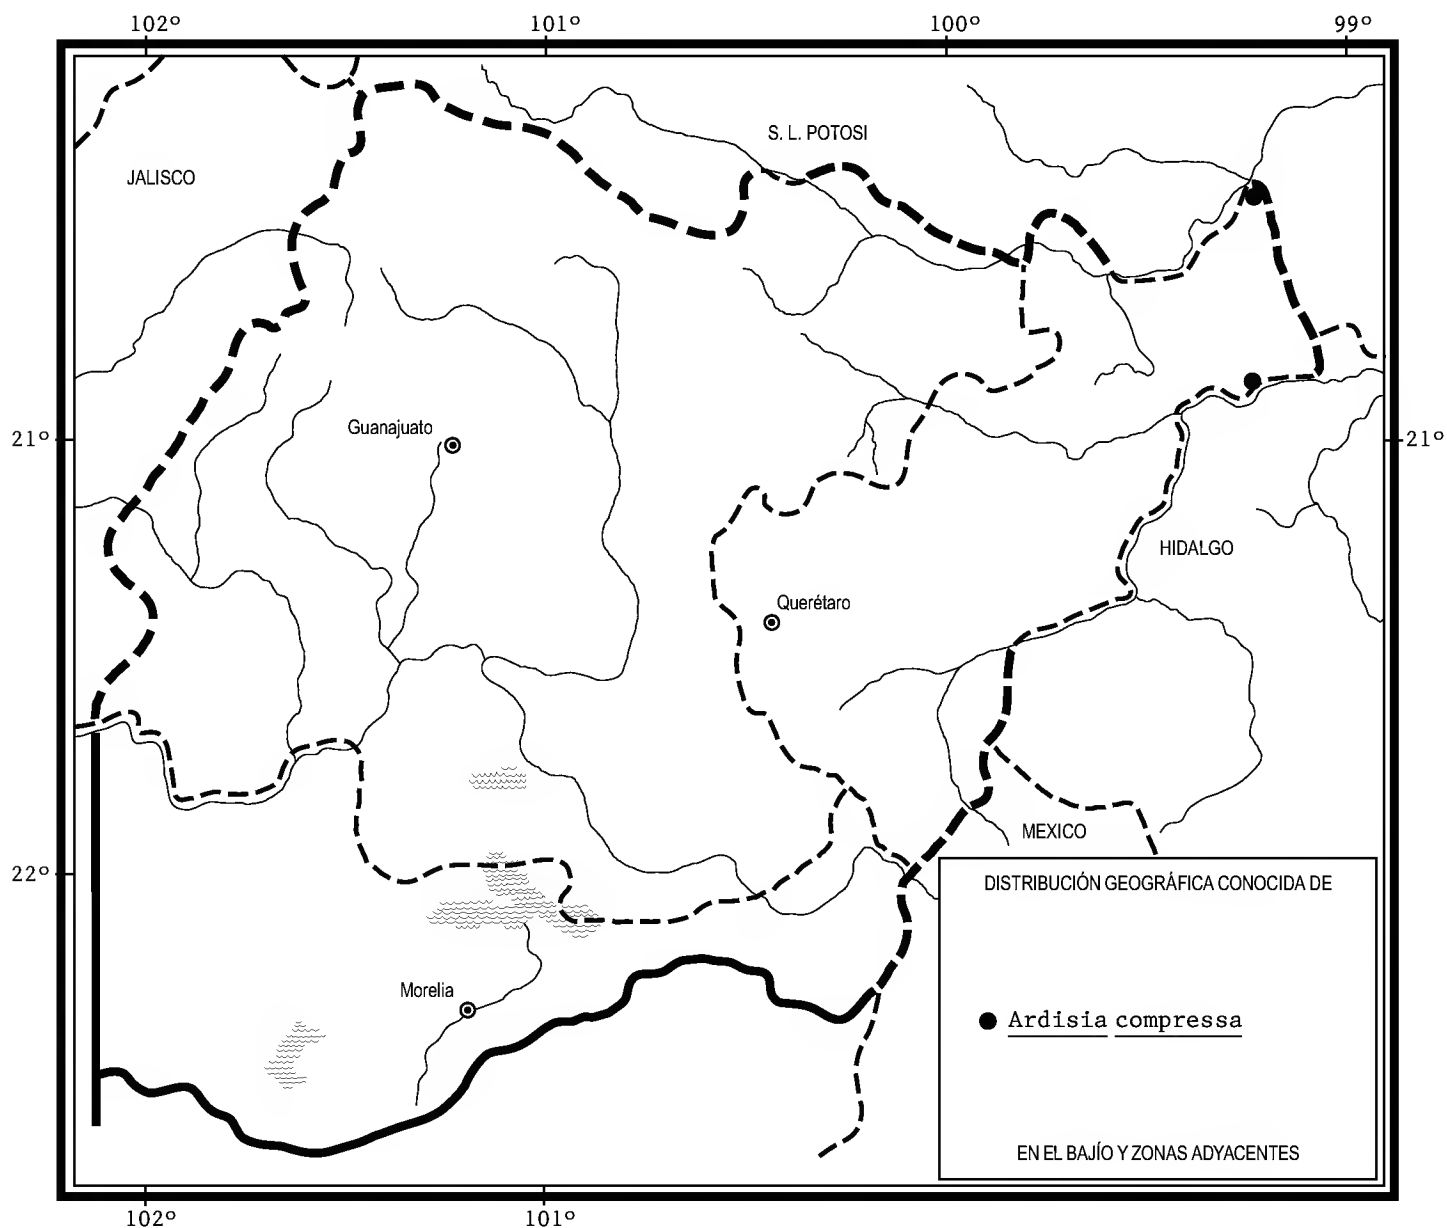 102º 101º 100º 99º
S. L. POTOSI
JALISCO
Guanajuato
21º 21º
HIDALGO
Querétaro
MEXICO
22º
DISTRIBUCIÓN GEOGRÁFICA CONOCIDA DE
Morelia
Ardisia compressa
EN EL BAJÍO Y ZONAS ADYACENTES
102º 101º